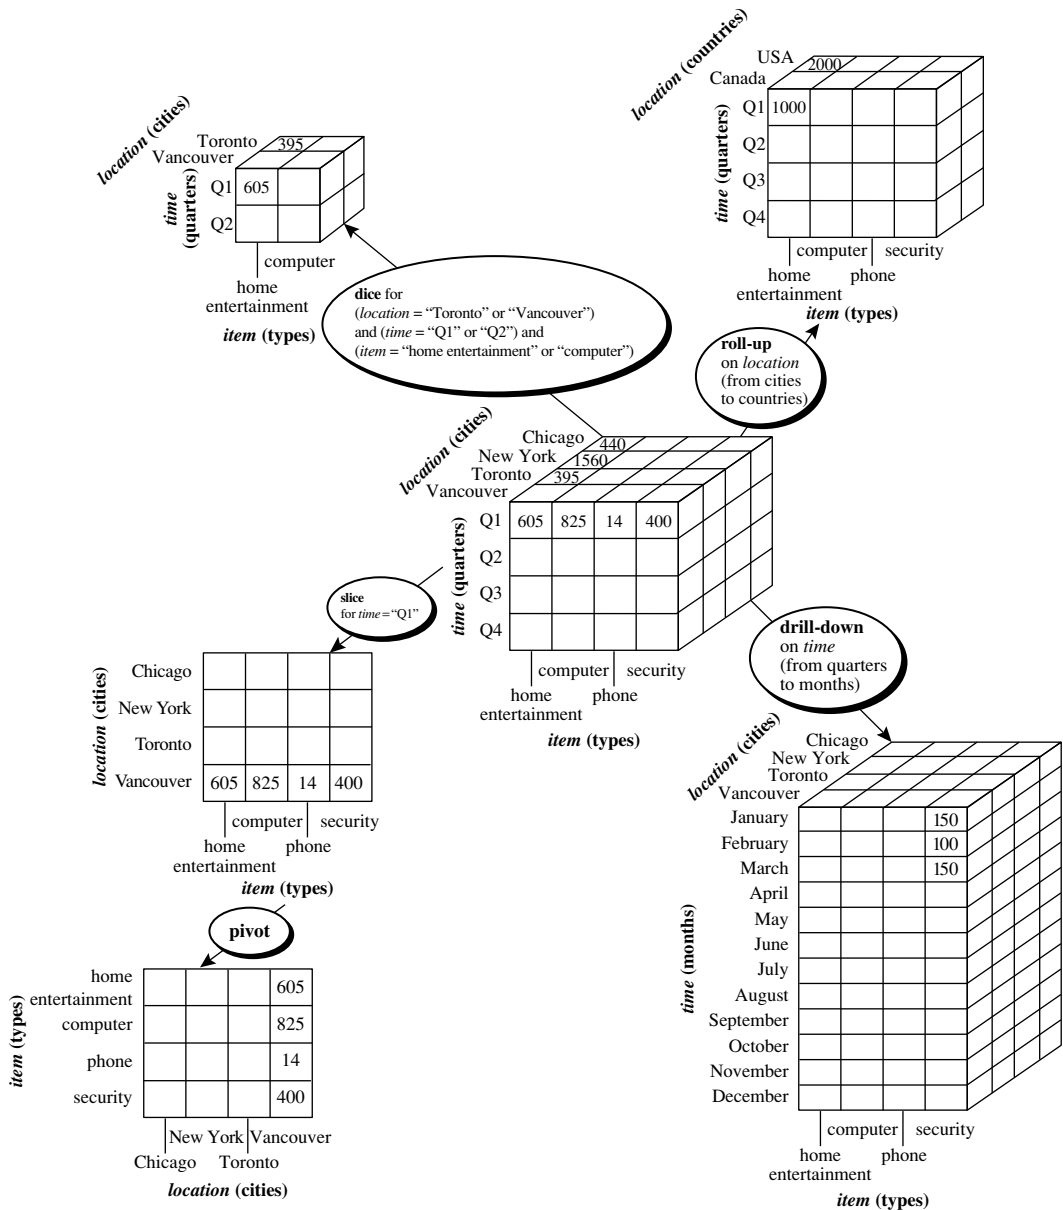 location (countries)
USA
Canada
2000
time (quarters)
Q1
1000
Q2
Q3
Q4
computer
security
home
entertainment
phone
item (types)
location (cities)
Toronto
Vancouver
395
time
(quarters)
Q1
605
Q2
computer
home
entertainment
item (types)
dice for
(location = “Toronto” or “Vancouver”)
and (time = “Q1” or “Q2”) and
(item = “home entertainment” or “computer”)
roll-up
on location
(from cities
to countries)
location (cities)
Chicago
440
New York
1560
Toronto
395
Vancouver
time (quarters)
Q1
605
825
14
400
Q2
Q3
Q4
computer
security
home
entertainment
phone
item (types)
slice
for time = “Q1”
drill-down
on time
(from quarters
to months)
location (cities)
Chicago
New York
Toronto
Vancouver
605
825
14
400
computer
security
home
entertainment
phone
item (types)
pivot
item (types)
home
entertainment
605
computer
825
phone
14
security
400
New York
Vancouver
Chicago
Toronto
location (cities)
location (cities)
Chicago
New York
Toronto
Vancouver
time (months)
January
150
February
100
March
150
April
May
June
July
August
September
October
November
December
computer
security
home
entertainment
phone
item (types)